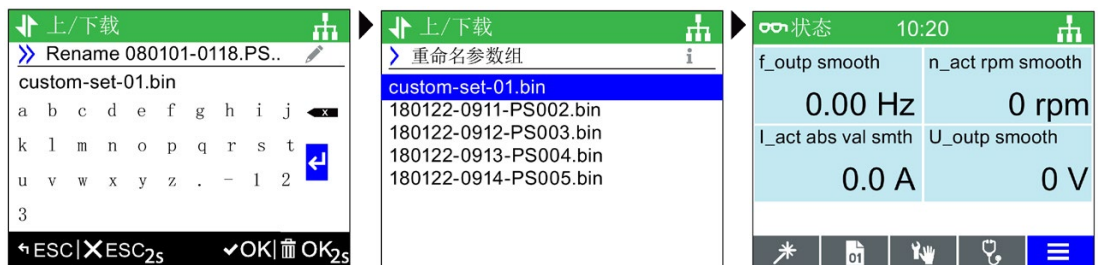 上/下载
Rename 080101-0118.PS..
custom-set-01.bin
a b c d e f g h i j
k l m n o p q r s t
u v w x y z . - 1 2
3
ESC|ESC2s OK|OK2s
上/下载
重命名参数组 i
custom-set-01.bin
180122-0911-PS002.bin
180122-0912-PS003.bin
180122-0913-PS004.bin
180122-0914-PS005.bin
状态 10:20
f_outp smooth n_act rpm smooth
0.00 Hz 0 rpm
I_act abs val smth U_outp smooth
0.0 A 0 V
01